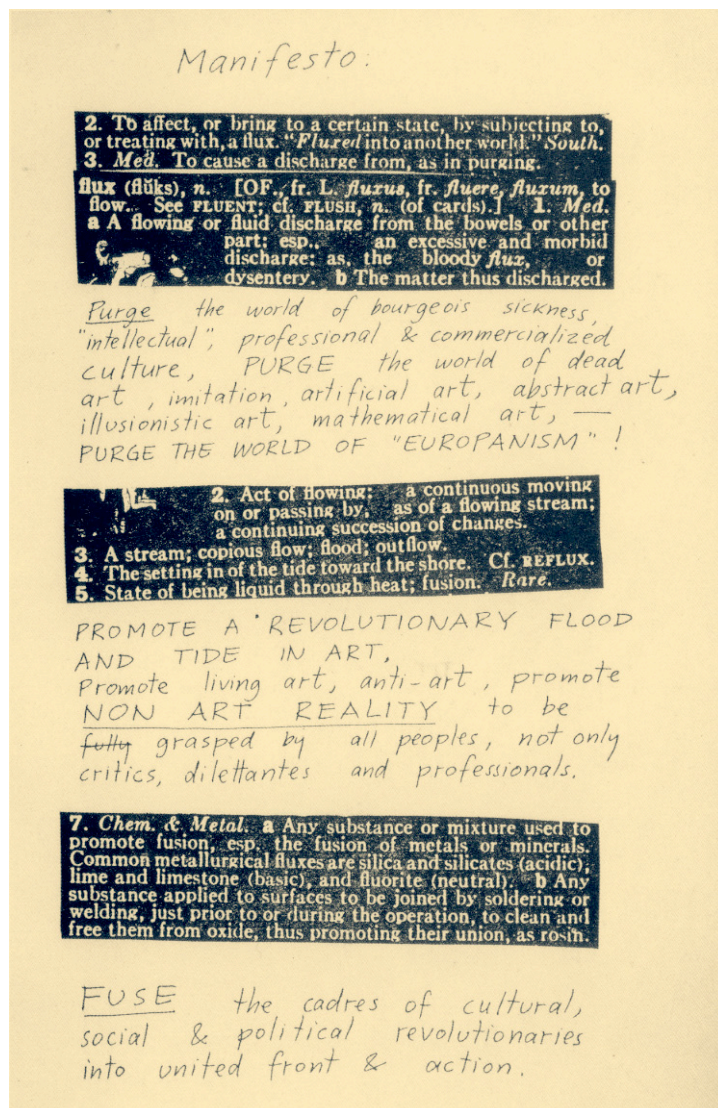 Manifesto:
2. To affect, or bring to a certain state, by subjecting to,
or treating with, a flux. "Fluxed into another world." South.
3. Med. To cause a discharge from, as in purging.
flux (flŭks), n. [OF., fr. L. fluxus, fr. fluere, fluxum, to
flow. See FLUENT; cf. FLUSH, n. (of cards).] 1. Med.
a A flowing or fluid discharge from the bowels or other
part; esp., an excessive and morbid
discharge; as, the bloody flux, or
dysentery. b The matter thus discharged.
Purge the world of bourgeois sickness,
"intellectual", professional & commercialized
culture, PURGE the world of dead
art, imitation, artificial art, abstract art,
illusionistic art, mathematical art, —
PURGE THE WORLD OF "EUROPANISM"!
2. Act of flowing: a continuous moving
on or passing by, as of a flowing stream;
a continuing succession of changes.
3. A stream; copious flow; flood; outflow.
4. The setting in of the tide toward the shore. Cf. REFLUX.
5. State of being liquid through heat; fusion. Rare.
PROMOTE A REVOLUTIONARY FLOOD
AND TIDE IN ART,
Promote living art, anti-art, promote
NON ART REALITY to be
fully grasped by all peoples, not only
critics, dilettantes and professionals.
7. Chem. & Metal. a Any substance or mixture used to
promote fusion, esp. the fusion of metals or minerals.
Common metallurgical fluxes are silica and silicates (acidic),
lime and limestone (basic), and fluorite (neutral). b Any
substance applied to surfaces to be joined by soldering or
welding, just prior to or during the operation, to clean and
free them from oxide, thus promoting their union, as rosin.
FUSE the cadres of cultural,
social & political revolutionaries
into united front & action.